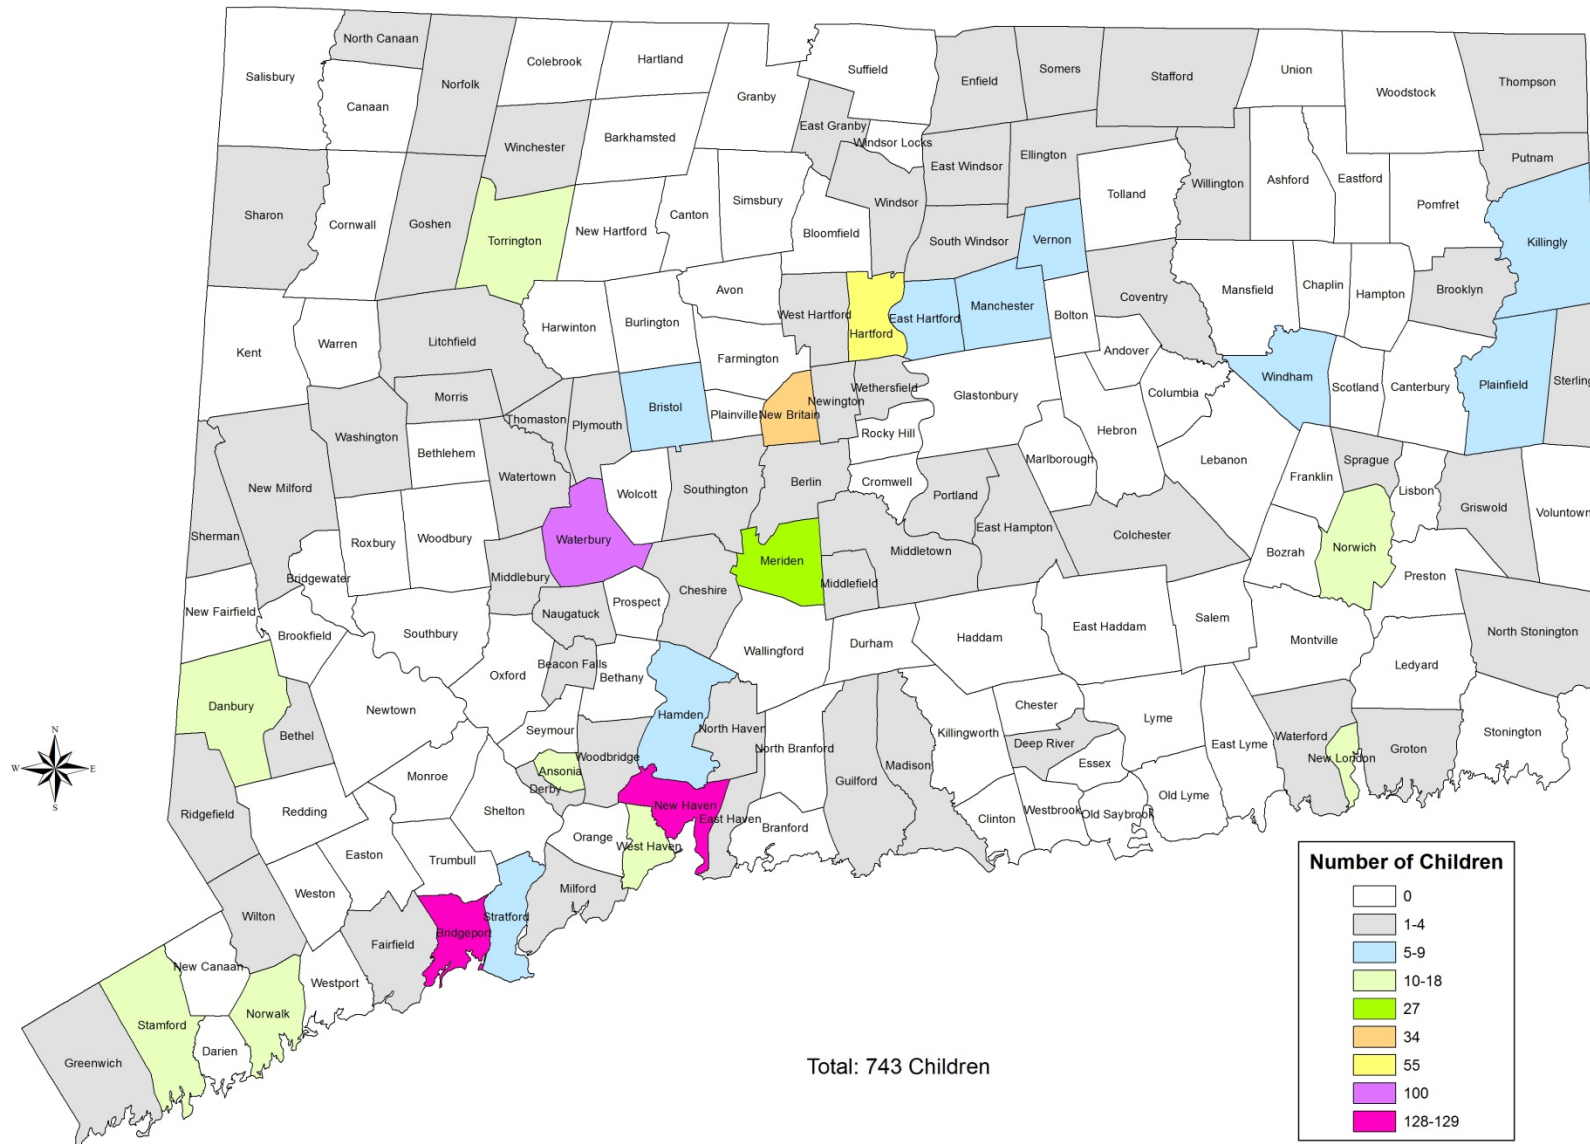 North Canaan
Colebrook
Hartland
Salisbury
Canaan
Norfolk
Granby
Suffield
Enfield
Somers
Stafford
Union
Woodstock
Thompson
Winchester
Barkhamsted
East Granby
Windsor Locks
East Windsor
Ellington
Willington
Ashford
Eastford
Putnam
Sharon
Cornwall
Goshen
Torrington
New Hartford
Canton
Simsbury
Bloomfield
Windsor
South Windsor
Vernon
Tolland
Pomfret
Killingly
Kent
Warren
Litchfield
Harwinton
Burlington
Avon
West Hartford
Hartford
East Hartford
Manchester
Bolton
Coventry
Mansfield
Chaplin
Hampton
Brooklyn
Farmington
Andover
Columbia
Windham
Scotland
Canterbury
Plainfield
Sterling
Washington
Morris
Thomaston
Plymouth
Bristol
Plainville
New Britain
Newington
Wethersfield
Glastonbury
Rocky Hill
Hebron
Marlborough
Lebanon
Franklin
Sprague
Lisbon
Griswold
Voluntown
New Milford
Bethlehem
Watertown
Wolcott
Southington
Berlin
Cromwell
Portland
East Hampton
Colchester
Bozrah
Norwich
Preston
Sherman
Roxbury
Woodbury
Waterbury
Bridgewater
Middlebury
Cheshire
Meriden
Middletown
Middlefield
New Fairfield
Brookfield
Southbury
Naugatuck
Prospect
Wallingford
Durham
Haddam
East Haddam
Salem
Montville
Ledyard
North Stonington
Danbury
Bethel
Newtown
Oxford
Beacon Falls
Bethany
Hamden
North Haven
Seymour
Woodbridge
North Branford
Guilford
Madison
Killingworth
Chester
Deep River
Essex
Lyme
East Lyme
Waterford
New London
Groton
Stonington
Ridgefield
Redding
Monroe
Shelton
Ansonia
Derby
Orange
New Haven
West Haven
East Haven
Branford
Clinton
Westbrook
Old Saybrook
Old Lyme
Wilton
Weston
Easton
Trumbull
Fairfield
Bridgeport
Stratford
Milford
New Canaan
Westport
Norwalk
Stamford
Darien
Greenwich
N
W
E
S
Total: 743 Children
Number of Children
0
1-4
5-9
10-18
27
34
55
100
128-129